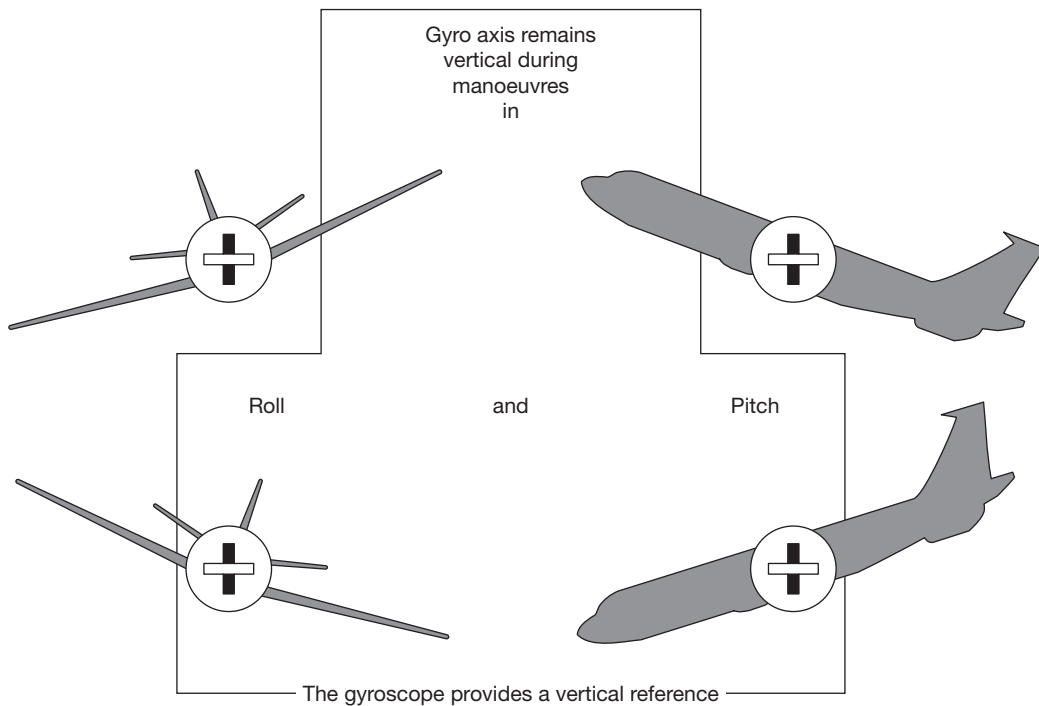 Gyro axis remains
vertical during
manoeuvres
in
Roll and Pitch
The gyroscope provides a vertical reference